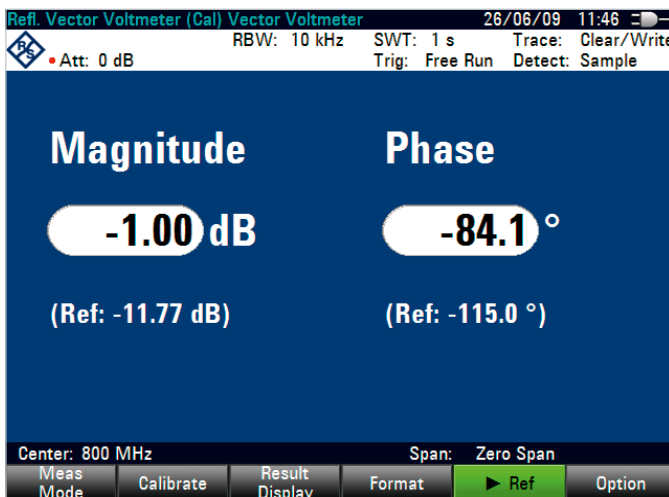 Refl. Vector Voltmeter (Cal) Vector Voltmeter 26/06/09 11:46
RBW: 10 kHz SWT: 1 s Trace: Clear/Write
Att: 0 dB Trig: Free Run Detect: Sample
Magnitude Phase
-1.00 dB -84.1 °
(Ref: -11.77 dB) (Ref: -115.0 °)
Center: 800 MHz Span: Zero Span
Meas Mode Calibrate Result Display Format ► Ref Option